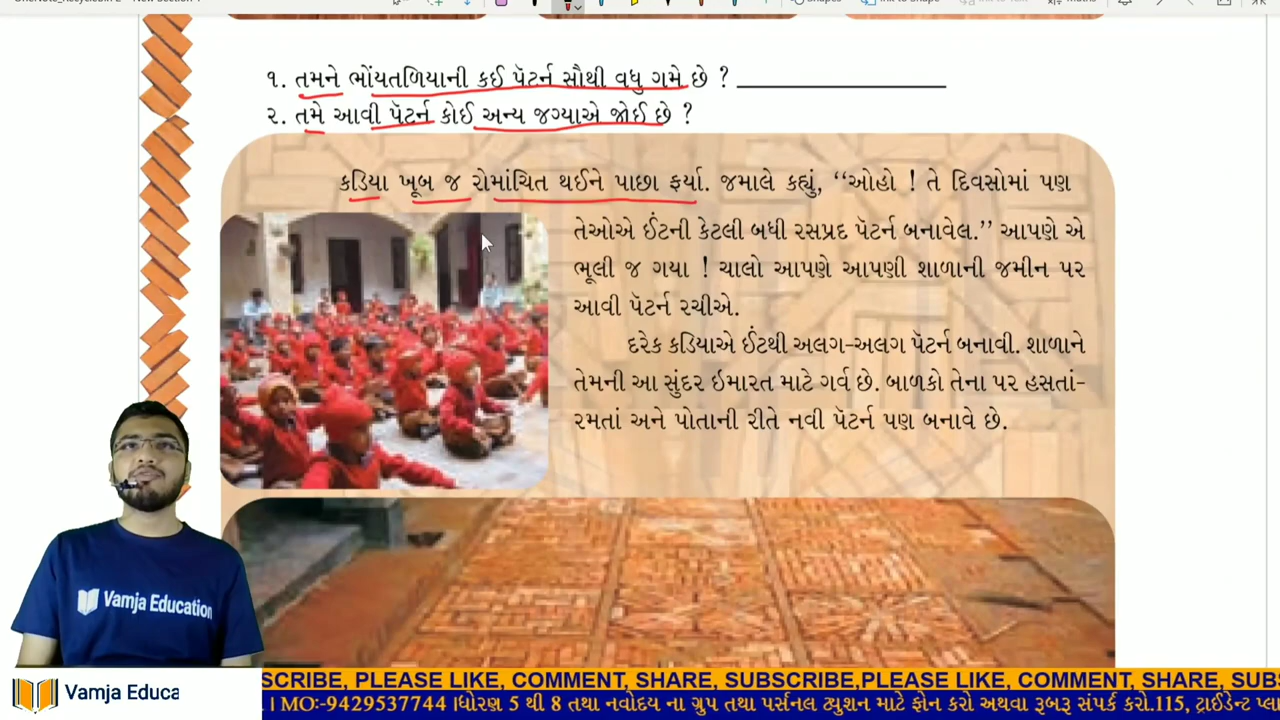 ૧. તમને ભોંયતળિયાની કઈ પૅટર્ન સૌથી વધુ ગમે છે ?
૨. તમે આવી પૅટર્ન કોઈ અન્ય જગ્યાએ જોઈ છે ?
કડિયા ખૂબ જ રોમાંચિત થઈને પાછા ફર્યા. જમાલે કહ્યું, ‘‘ઓહો ! તે દિવસોમાં પણ
તેઓએ ઈંટની કેટલી બધી રસપ્રદ પૅટર્ન બનાવેલ.’’ આપણે એ
ભૂલી જ ગયા ! ચાલો આપણે આપણી શાળાની જમીન પર
આવી પૅટર્ન રચીએ.
દરેક કડિયાએ ઈંટથી અલગ-અલગ પૅટર્ન બનાવી. શાળાને
તેમની આ સુંદર ઇમારત માટે ગર્વ છે. બાળકો તેના પર હસતાં-
રમતાં અને પોતાની રીતે નવી પૅટર્ન પણ બનાવે છે.
Vamja Education
Vamja Educa
SCRIBE, PLEASE LIKE, COMMENT, SHARE, SUBSCRIBE,PLEASE LIKE, COMMENT, SHARE, SUBS
| MO:-9429537744 |ધોરણ 5 થી 8 તથા નવોદય ના ગ્રુપ તથા પર્સનલ ટ્યુશન માટે ફોન કરો અથવા રૂબરૂ સંપર્ક કરો.115, ટ્રાઈડેન્ટ પ્લા